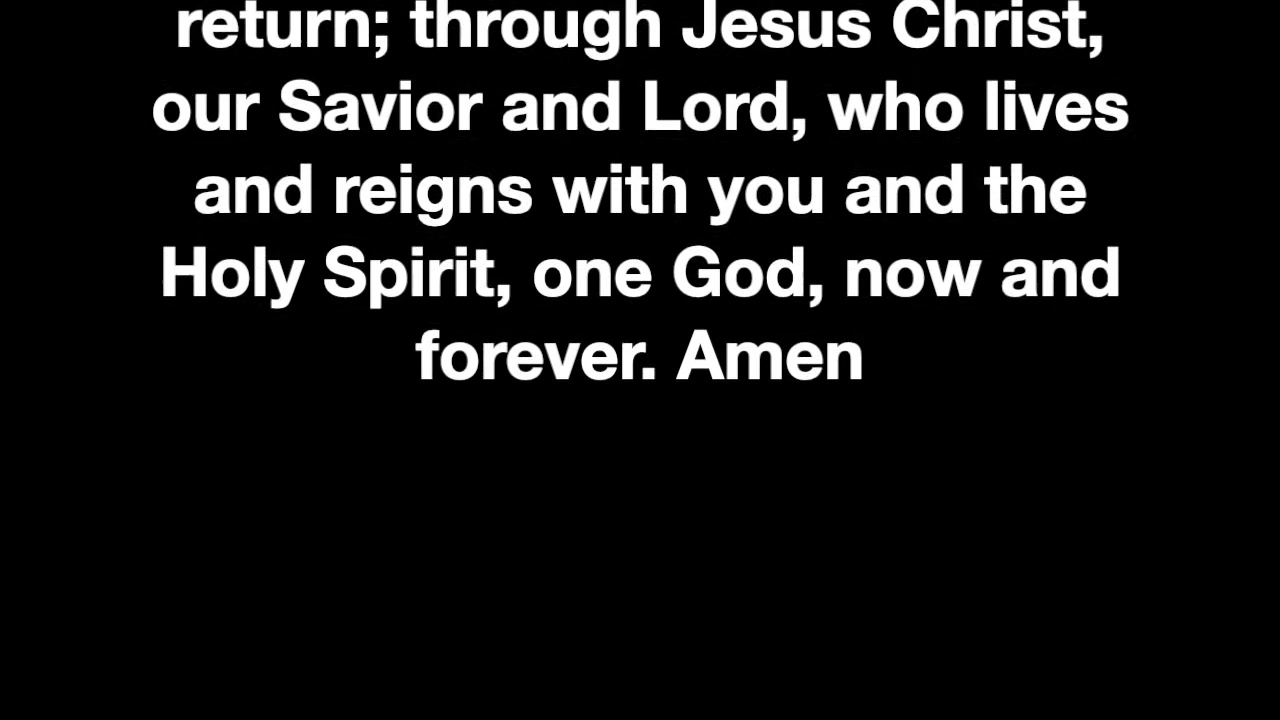 return; through Jesus Christ,
our Savior and Lord, who lives
and reigns with you and the
Holy Spirit, one God, now and
forever. Amen